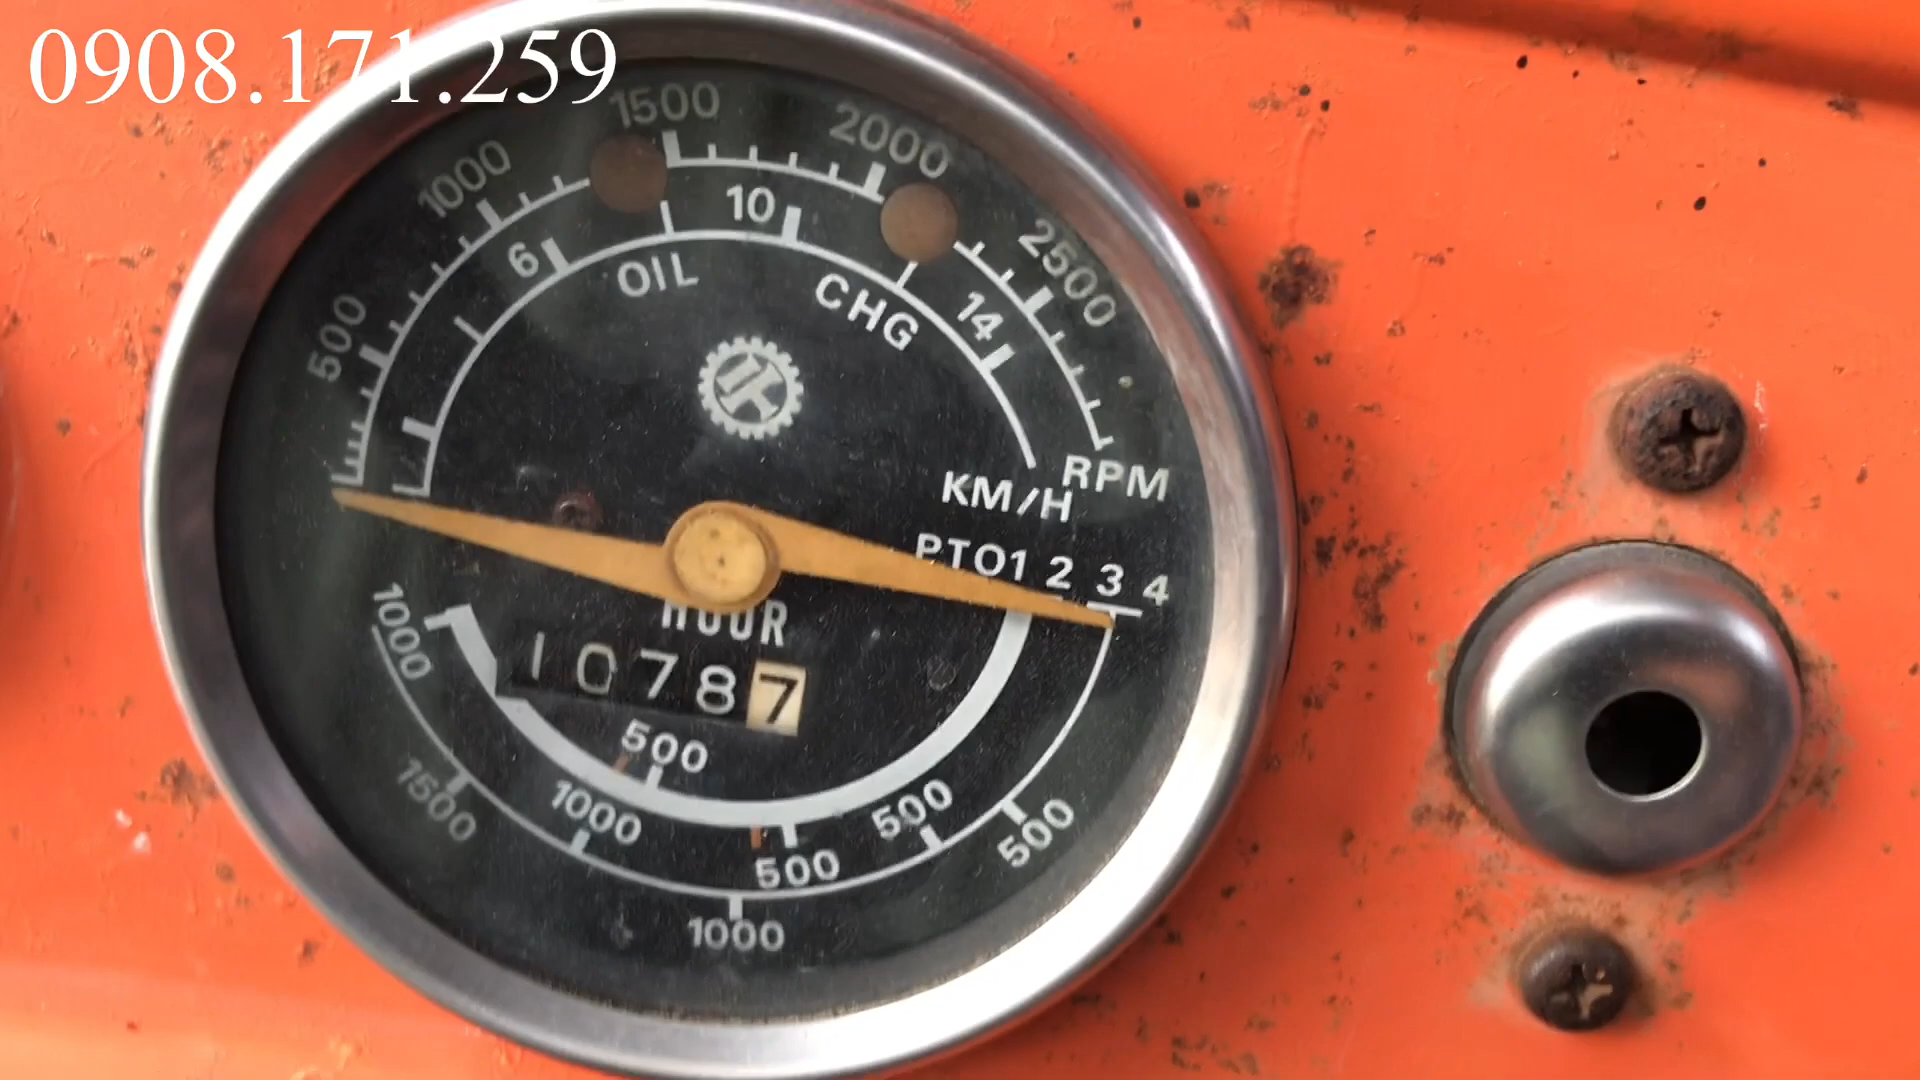 0908.171.259
500 1000 1500 2000 2500
6 10 14
OIL CHG
RPM
KM/H
PTO1 2 3 4
HOUR
10787
1000 500
1000 500 500
1500 1000 500